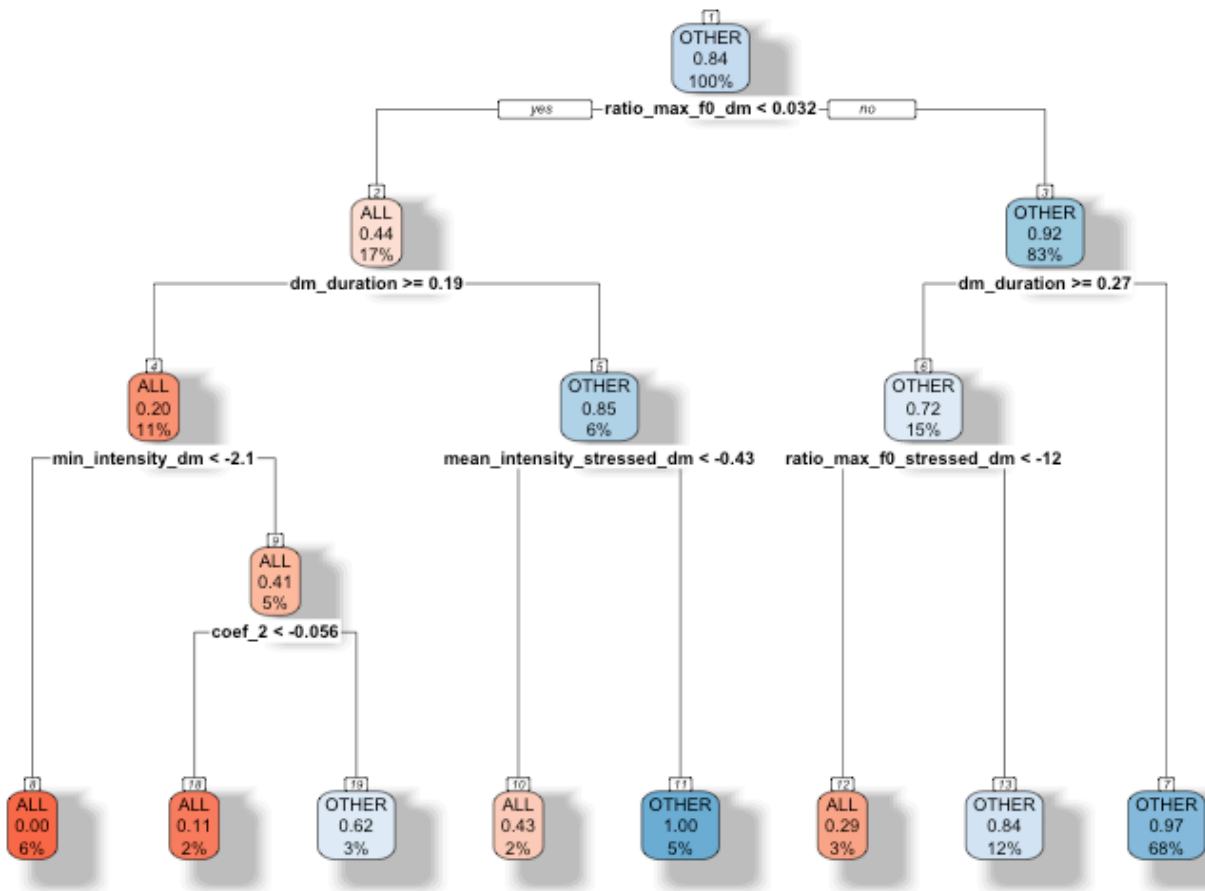 1
OTHER
0.84
100%
yes ratio_max_f0_dm < 0.032 no
2
ALL
0.44
17%
3
OTHER
0.92
83%
dm_duration >= 0.19
dm_duration >= 0.27
4
ALL
0.20
11%
5
OTHER
0.85
6%
6
OTHER
0.72
15%
min_intensity_dm < -2.1
mean_intensity_stressed_dm < -0.43
ratio_max_f0_stressed_dm < -12
9
ALL
0.41
5%
coef_2 < -0.056
8
ALL
0.00
6%
18
ALL
0.11
2%
19
OTHER
0.62
3%
10
ALL
0.43
2%
11
OTHER
1.00
5%
12
ALL
0.29
3%
13
OTHER
0.84
12%
7
OTHER
0.97
68%